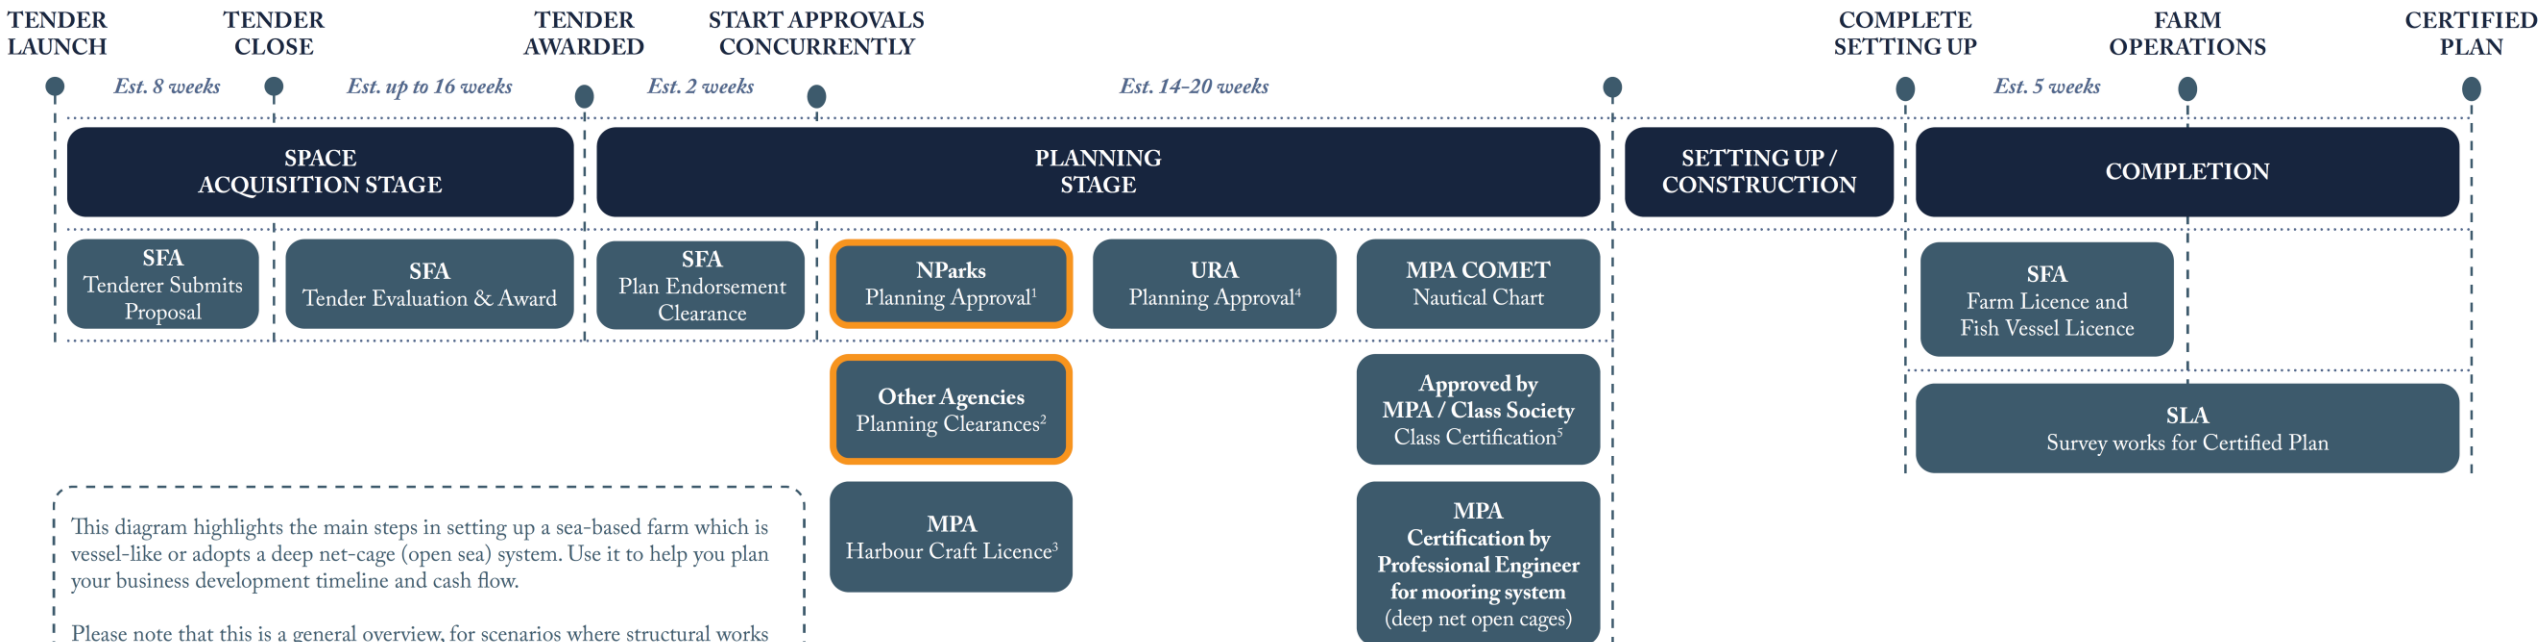 TENDER
LAUNCH
TENDER
CLOSE
TENDER
AWARDED
START APPROVALS
CONCURRENTLY
COMPLETE
SETTING UP
FARM
OPERATIONS
CERTIFIED
PLAN
Est. 8 weeks
Est. up to 16 weeks
Est. 2 weeks
Est. 14-20 weeks
Est. 5 weeks
SPACE
ACQUISITION STAGE
PLANNING
STAGE
SETTING UP /
CONSTRUCTION
COMPLETION
SFA
Tenderer Submits
Proposal
SFA
Tender Evaluation & Award
SFA
Plan Endorsement
Clearance
NParks
Planning Approval¹
URA
Planning Approval⁴
MPA COMET
Nautical Chart
SFA
Farm Licence and
Fish Vessel Licence
Other Agencies
Planning Clearances²
Approved by
MPA / Class Society
Class Certification⁵
SLA
Survey works for Certified Plan
MPA
Harbour Craft Licence³
MPA
Certification by
Professional Engineer
for mooring system
(deep net open cages)
This diagram highlights the main steps in setting up a sea-based farm which is
vessel-like or adopts a deep net-cage (open sea) system. Use it to help you plan
your business development timeline and cash flow.
Please note that this is a general overview, for scenarios where structural works